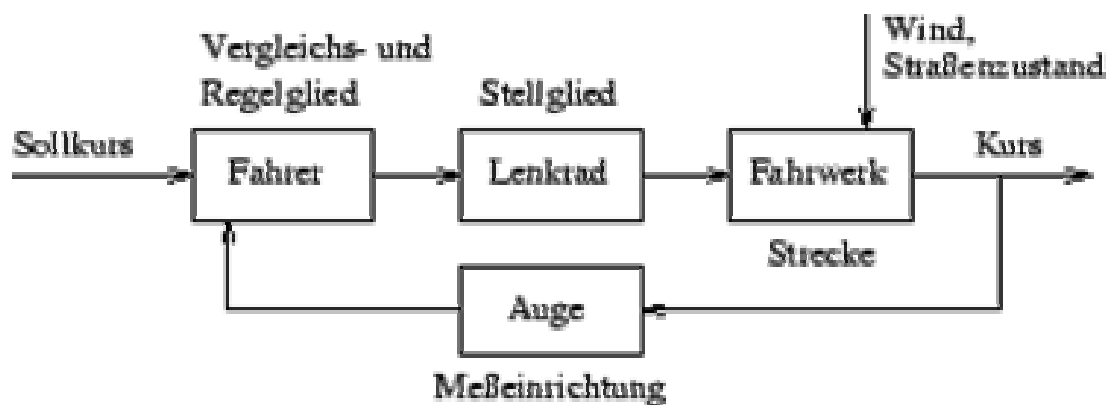 Vergleichs- und
Regelglied
Stellglied
Wind,
Straßenzustand
Sollkurs
Fahrer
Lenkrad
Fahrwerk
Kurs
Strecke
Auge
Meßeinrichtung